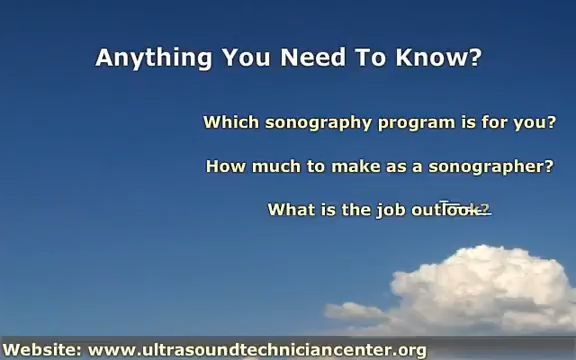 Anything You Need To Know?
Which sonography program is for you?
How much to make as a sonographer?
What is the job outlook?
Website: www.ultrasoundtechniciancenter.org